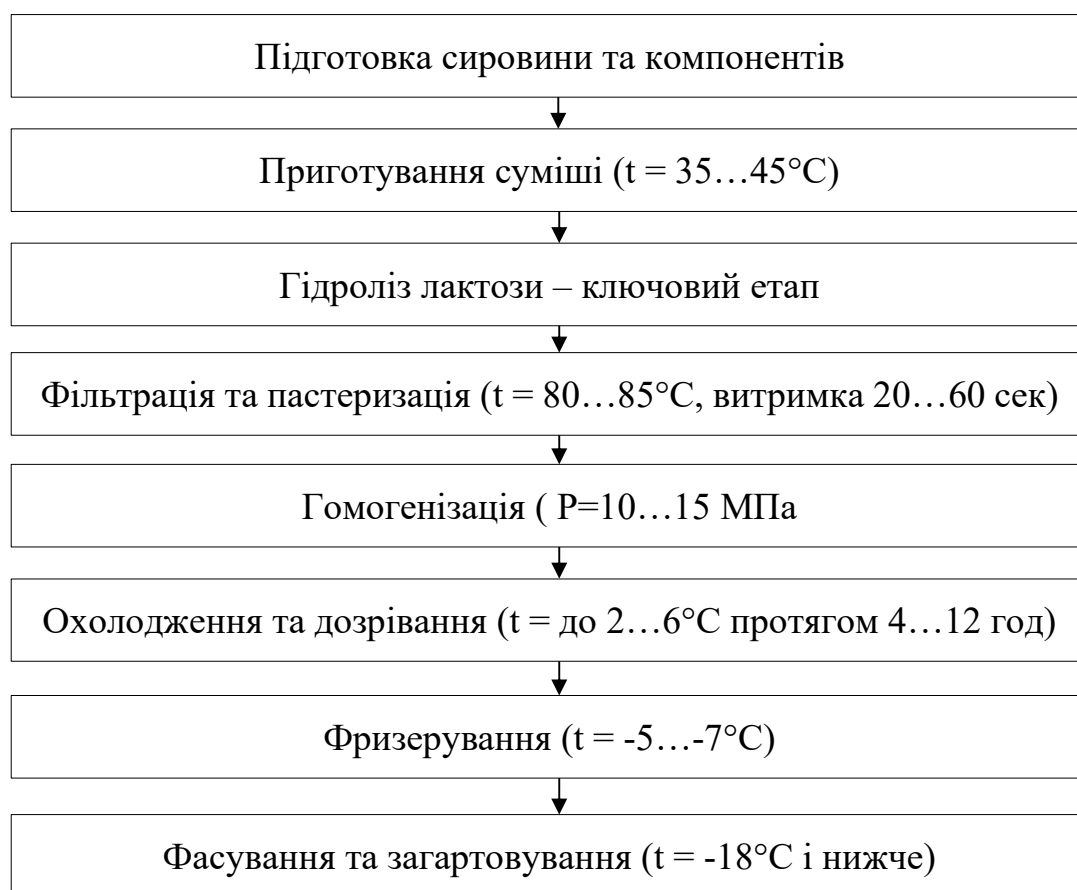 Підготовка сировини та компонентів
Приготування суміші (t = 35…45°C)
Гідроліз лактози – ключовий етап
Фільтрація та пастеризація (t = 80…85°C, витримка 20…60 сек)
Гомогенізація ( Р=10…15 МПа
Охолодження та дозрівання (t = до 2…6°C протягом 4…12 год)
Фризерування (t = -5…-7°C)
Фасування та загартовування (t = -18°C і нижче)